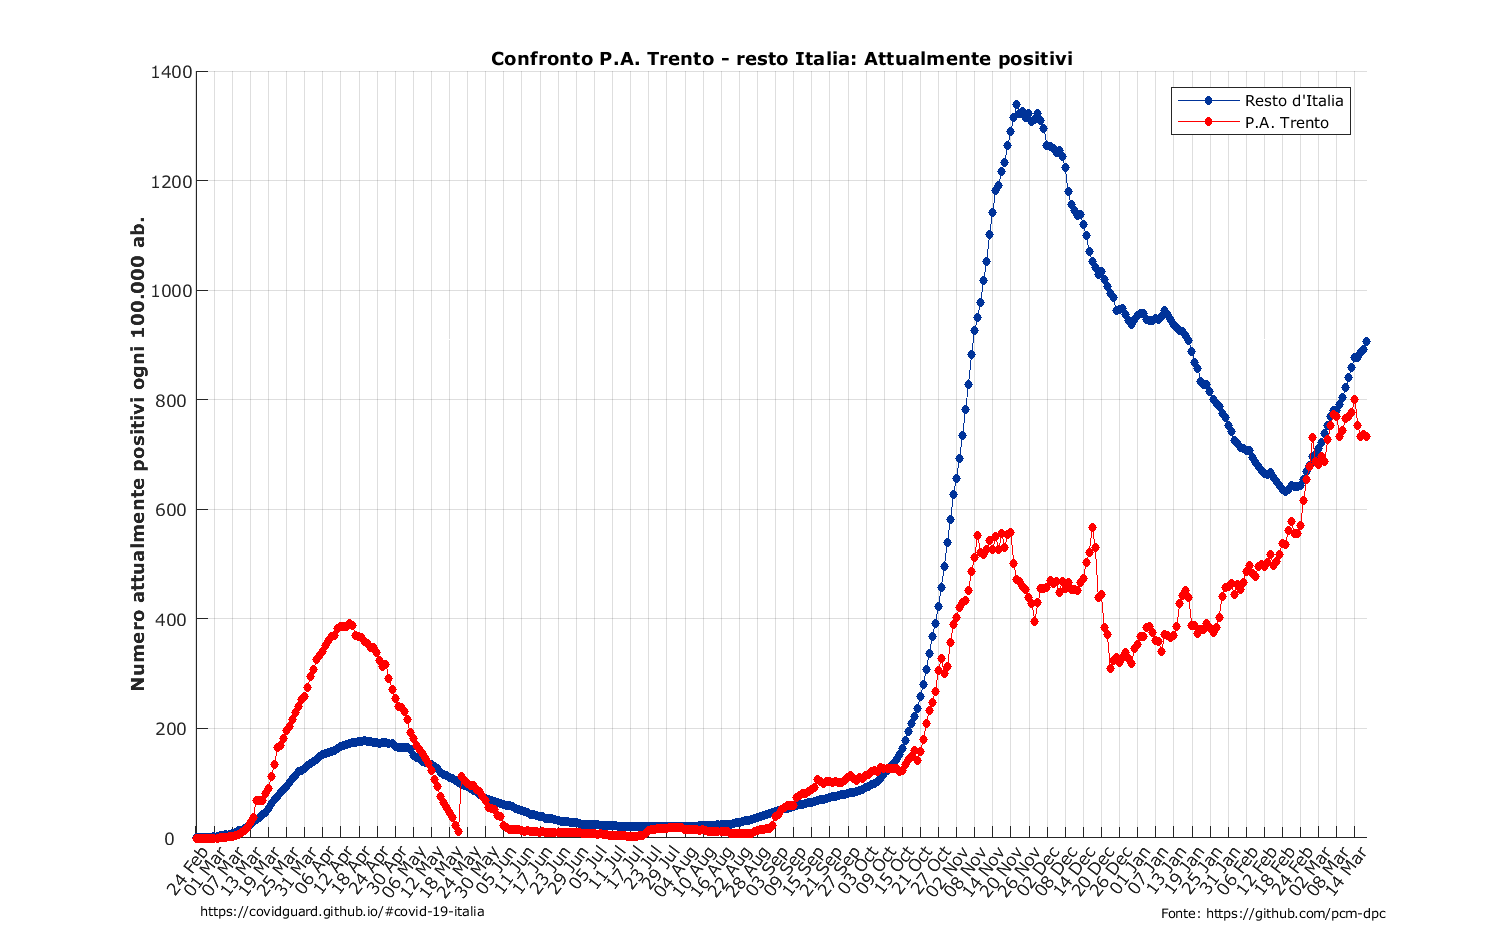 Confronto P.A. Trento - resto Italia: Attualmente positivi
Resto d'Italia
P.A. Trento
Numero attualmente positivi ogni 100.000 ab.
1400
1200
1000
800
600
400
200
0
24 Feb
01 Mar
07 Mar
13 Mar
19 Mar
25 Mar
31 Mar
06 Apr
12 Apr
18 Apr
24 Apr
30 Apr
06 May
12 May
18 May
24 May
30 May
05 Jun
11 Jun
17 Jun
23 Jun
29 Jun
05 Jul
11 Jul
17 Jul
23 Jul
29 Jul
04 Aug
10 Aug
16 Aug
22 Aug
28 Aug
03 Sep
09 Sep
15 Sep
21 Sep
27 Sep
03 Oct
09 Oct
15 Oct
21 Oct
27 Oct
02 Nov
08 Nov
14 Nov
20 Nov
26 Nov
02 Dec
08 Dec
14 Dec
20 Dec
26 Dec
01 Jan
07 Jan
13 Jan
19 Jan
25 Jan
31 Jan
06 Feb
12 Feb
18 Feb
24 Feb
02 Mar
08 Mar
14 Mar
https://covidguard.github.io/#covid-19-italia
Fonte: https://github.com/pcm-dpc